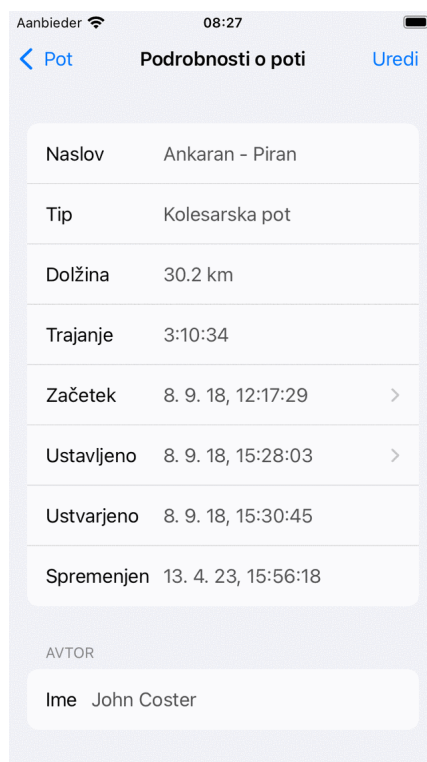 Aanbieder 08:27
Pot Podrobnosti o poti Uredi
Naslov Ankaran - Piran
Tip Kolesarska pot
Dolžina 30.2 km
Trajanje 3:10:34
Začetek 8. 9. 18, 12:17:29
Ustavljeno 8. 9. 18, 15:28:03
Ustvarjeno 8. 9. 18, 15:30:45
Spremenjen 13. 4. 23, 15:56:18
AVTOR
Ime John Coster